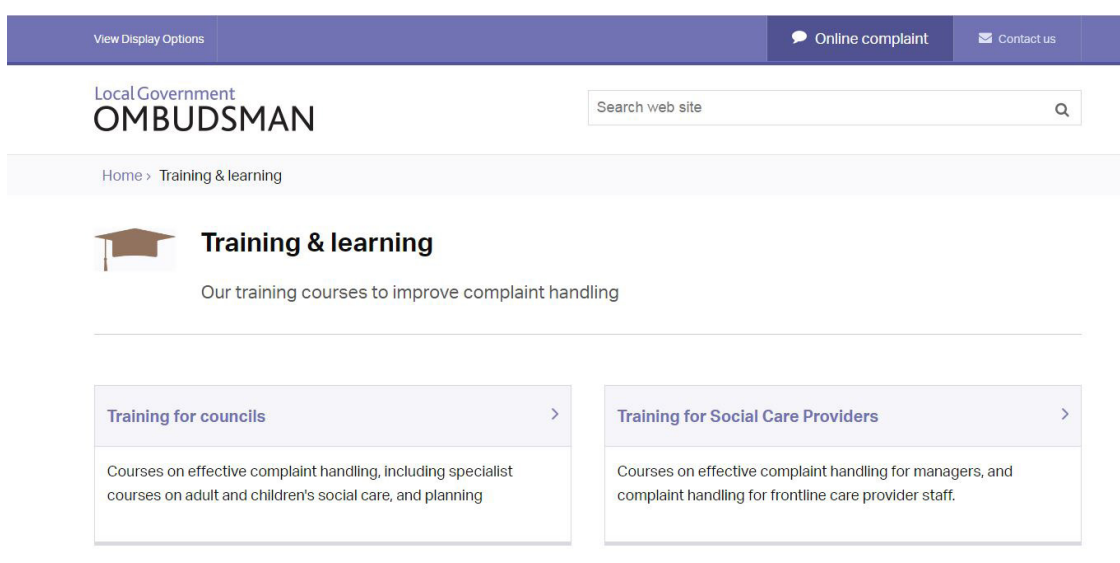 View Display Options
Online complaint
Contact us
Local Government
OMBUDSMAN
Search web site
Home › Training & learning
Training & learning
Our training courses to improve complaint handling
Training for councils
Courses on effective complaint handling, including specialist
courses on adult and children's social care, and planning
Training for Social Care Providers
Courses on effective complaint handling for managers, and
complaint handling for frontline care provider staff.